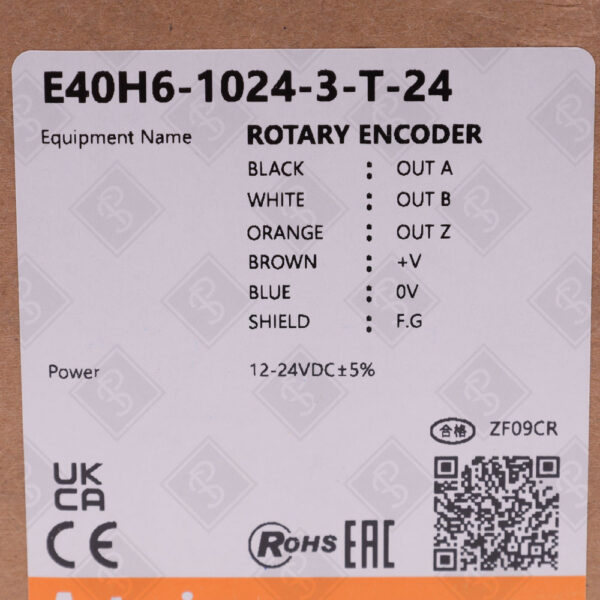 E40H6-1024-3-T-24
Equipment Name ROTARY ENCODER
BLACK : OUT A
WHITE : OUT B
ORANGE : OUT Z
BROWN : +V
BLUE : 0V
SHIELD : F.G
Power 12-24VDC±5%
合格 ZF09CR
UK
CA
CE RoHS EAC